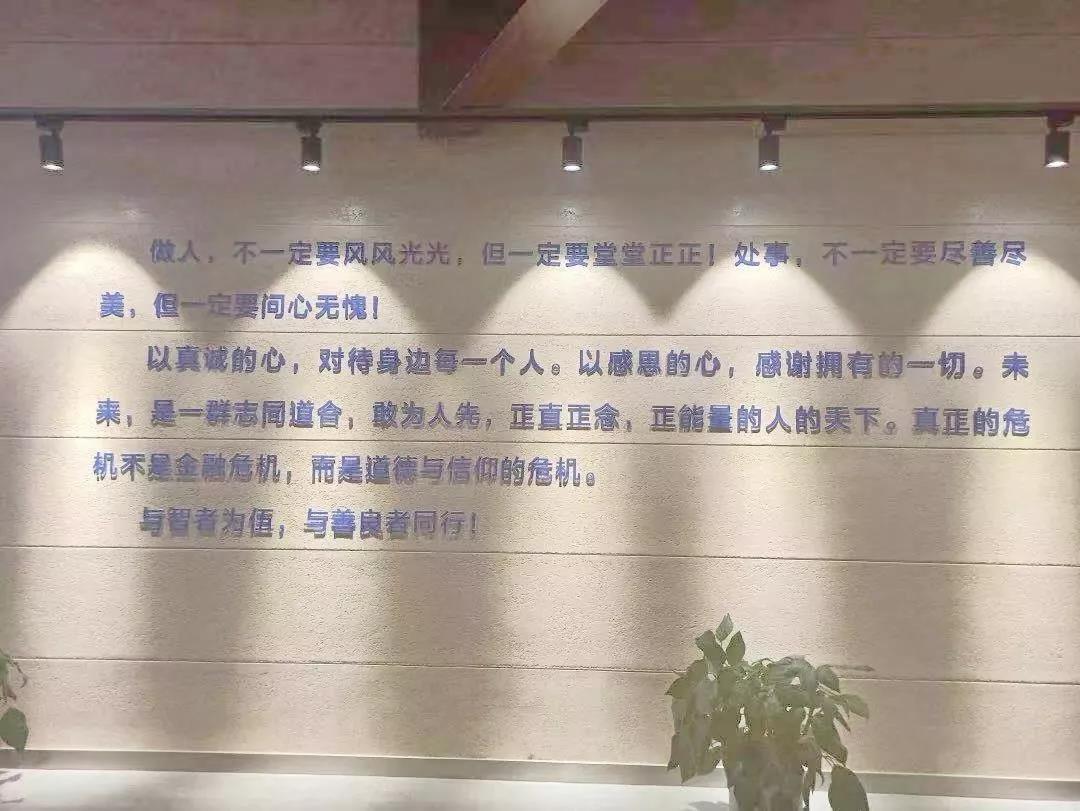 做人，不一定要风风光光，但一定要堂堂正正！处事，不一定要尽善尽
美，但一定要问心无愧！
以真诚的心，对待身边每一个人。以感恩的心，感谢拥有的一切。未
来，是一群志同道合，敢为人先，正直正念，正能量的人的天下。真正的危
机不是金融危机，而是道德与信仰的危机。
与智者为伍，与善良者同行！